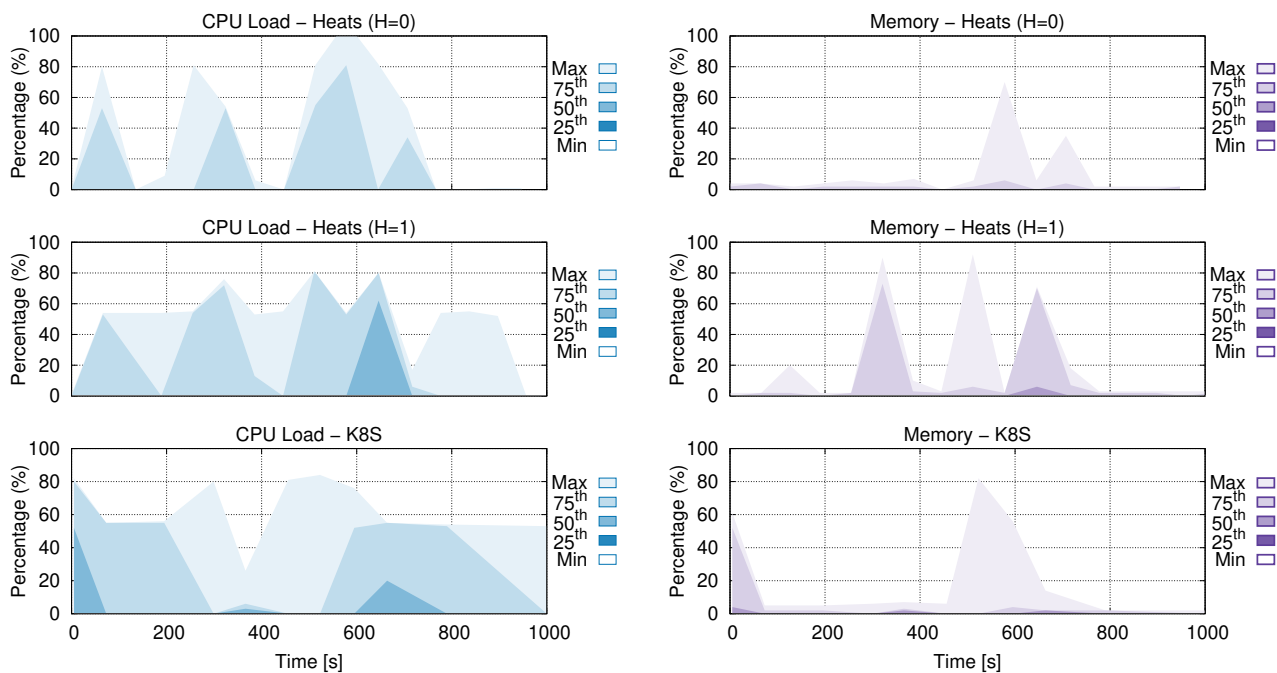 CPU Load – Heats (H=0)
Percentage (%)
100
80
60
40
20
0
Max
75th
50th
25th
Min
Memory – Heats (H=0)
Percentage (%)
100
80
60
40
20
0
Max
75th
50th
25th
Min
CPU Load – Heats (H=1)
Percentage (%)
100
80
60
40
20
0
Max
75th
50th
25th
Min
Memory – Heats (H=1)
Percentage (%)
100
80
60
40
20
0
Max
75th
50th
25th
Min
CPU Load – K8S
Percentage (%)
100
80
60
40
20
0
Max
75th
50th
25th
Min
0 200 400 600 800 1000
Time [s]
Memory – K8S
Percentage (%)
100
80
60
40
20
0
Max
75th
50th
25th
Min
0 200 400 600 800 1000
Time [s]